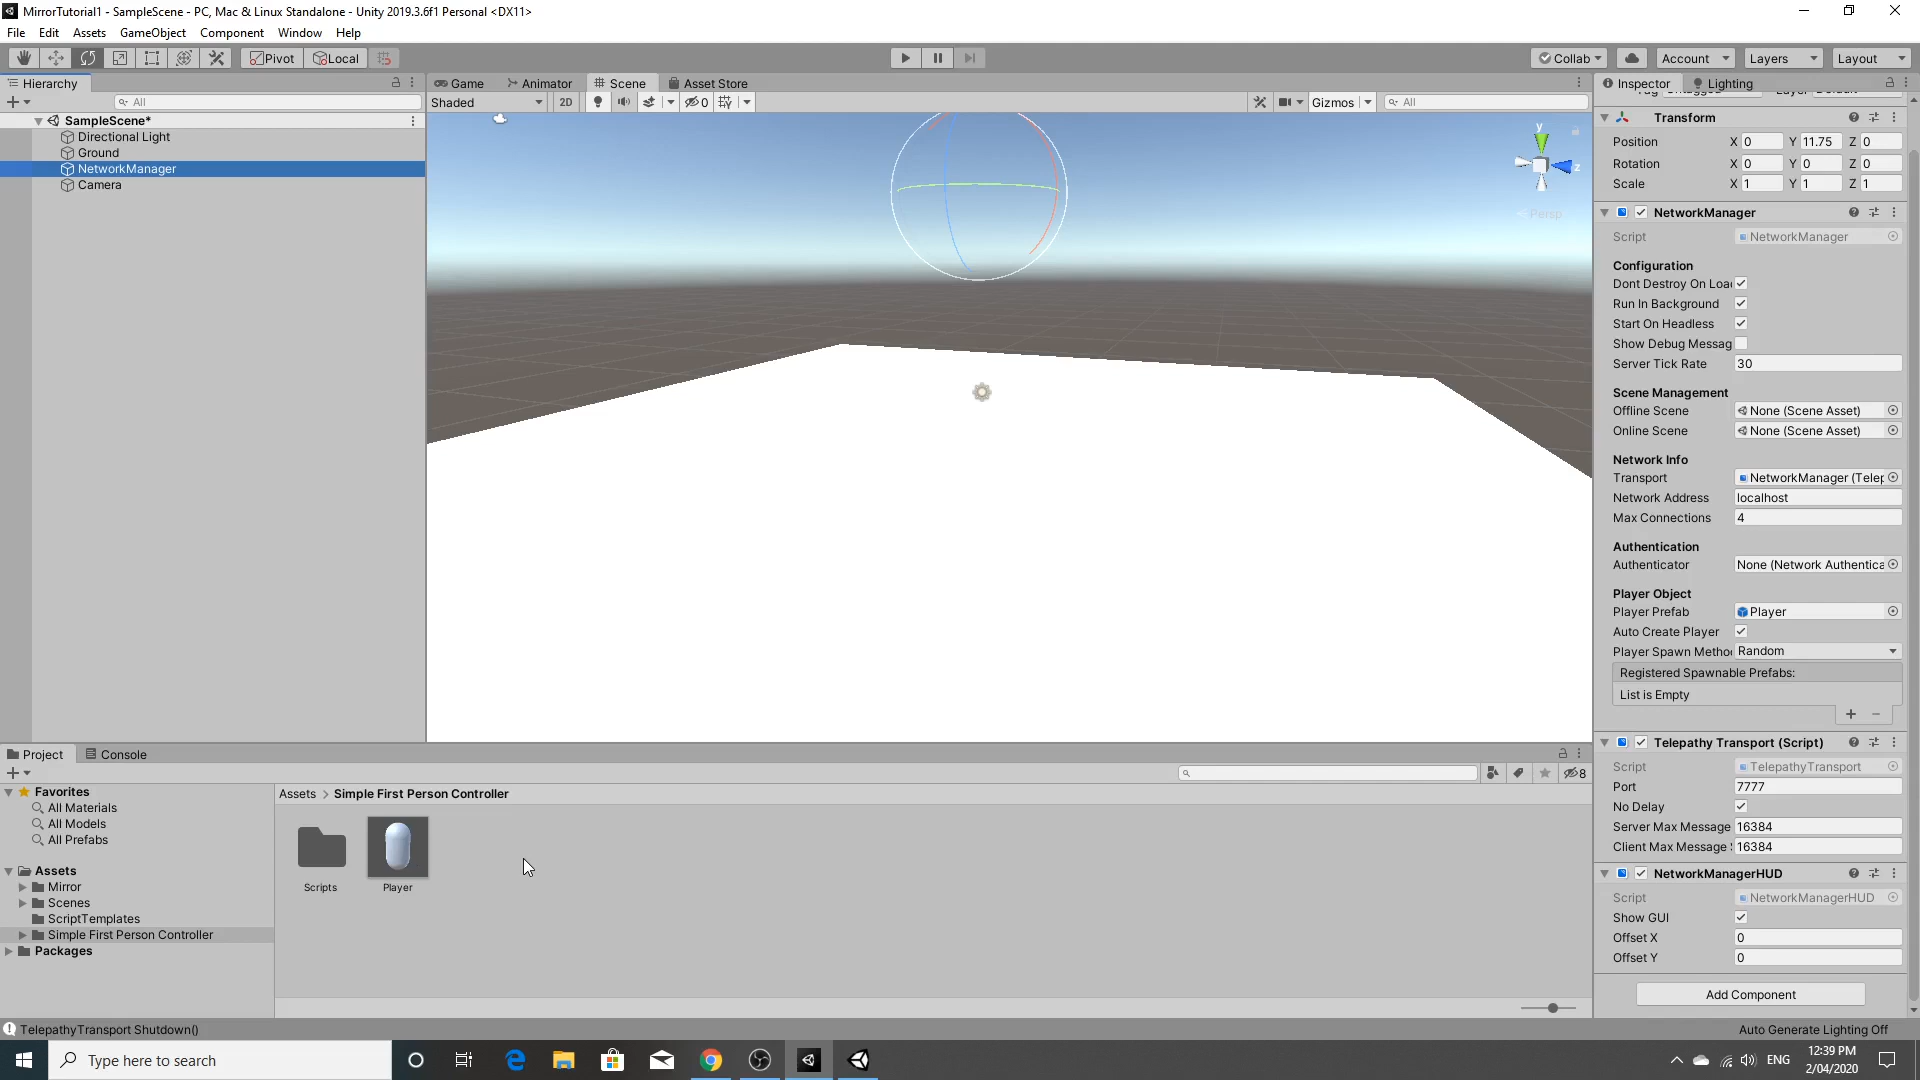 MirrorTutorial1 - SampleScene - PC, Mac & Linux Standalone - Unity 2019.3.6f1 Personal <DX11>
File Edit Assets GameObject Component Window Help
Pivot Local Collab Account Layers Layout
Hierarchy Game Animator Scene Asset Store Inspector Lighting
All Shaded 2D 0 Gizmos All
SampleScene*
Directional Light
Ground
NetworkManager
Camera
y
z
Persp
Transform
Position X 0 Y 11.75 Z 0
Rotation X 0 Y 0 Z 0
Scale X 1 Y 1 Z 1
NetworkManager
Script NetworkManager
Configuration
Dont Destroy On Loa
Run In Background
Start On Headless
Show Debug Messag
Server Tick Rate 30
Scene Management
Offline Scene None (Scene Asset)
Online Scene None (Scene Asset)
Network Info
Transport NetworkManager (Telep
Network Address localhost
Max Connections 4
Authentication
Authenticator None (Network Authentica
Player Object
Player Prefab Player
Auto Create Player
Player Spawn Metho Random
Registered Spawnable Prefabs:
List is Empty
Telepathy Transport (Script)
Script TelepathyTransport
Port 7777
No Delay
Server Max Message 16384
Client Max Message 16384
NetworkManagerHUD
Script NetworkManagerHUD
Show GUI
Offset X 0
Offset Y 0
Add Component
Project Console
8
Favorites
All Materials
All Models
All Prefabs
Assets
Mirror
Scenes
ScriptTemplates
Simple First Person Controller
Packages
Assets > Simple First Person Controller
Scripts Player
TelepathyTransport Shutdown()
Auto Generate Lighting Off
Type here to search
ENG
12:39 PM
2/04/2020